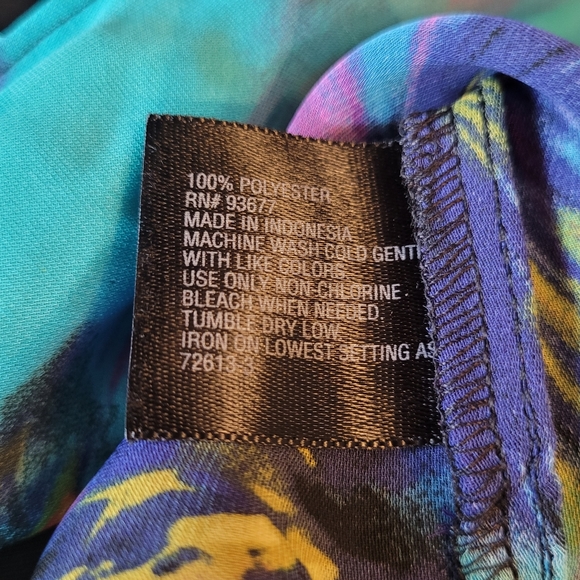 100% POLYESTER
RN# 93677
MADE IN INDONESIA
MACHINE WASH COLD GENT
WITH LIKE COLORS.
USE ONLY NON-CHLORINE
BLEACH WHEN NEEDED.
TUMBLE DRY LOW
IRON ON LOWEST SETTING AS
72613-3